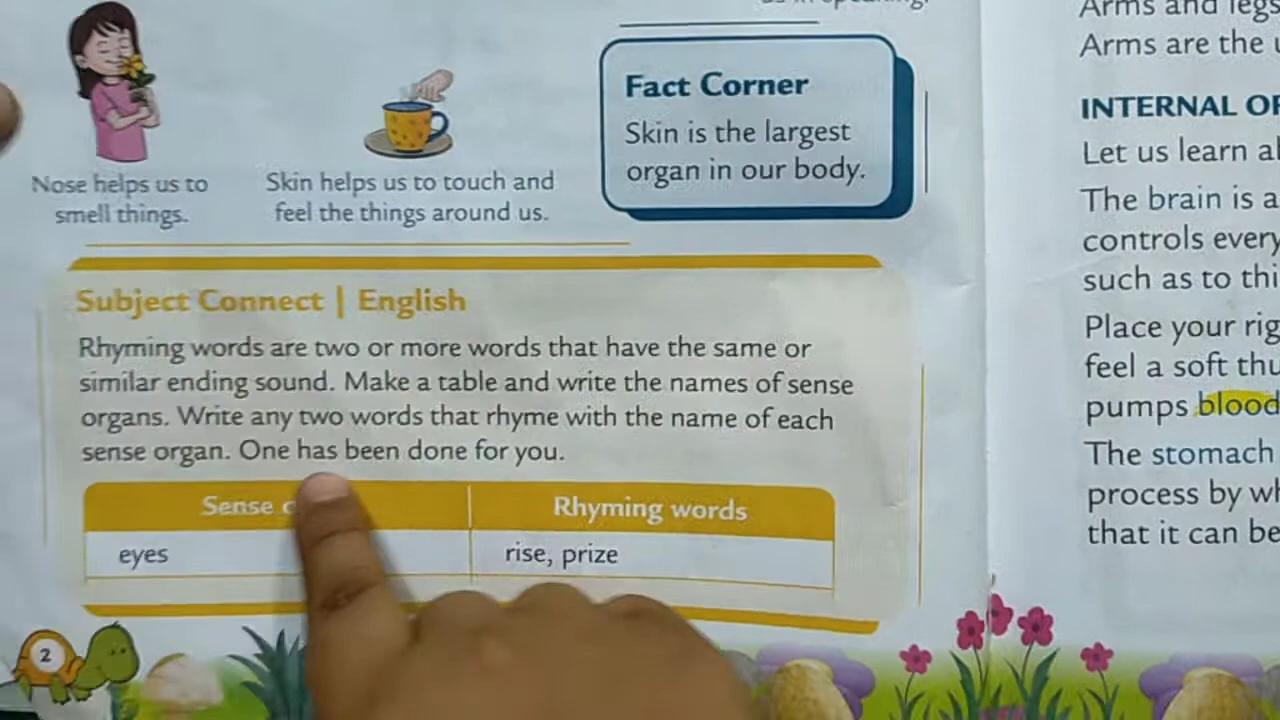 Nose helps us to
smell things.
Skin helps us to touch and
feel the things around us.
Fact Corner
Skin is the largest
organ in our body.
Subject Connect | English
Rhyming words are two or more words that have the same or
similar ending sound. Make a table and write the names of sense
organs. Write any two words that rhyme with the name of each
sense organ. One has been done for you.
Sense
Rhyming words
eyes
rise, prize
2
Arms and legs
Arms are the
INTERNAL
Let us learn
The brain is a
controls every
such as to
Place your
feel a soft
pumps blood
The stomach
process by
that it can be